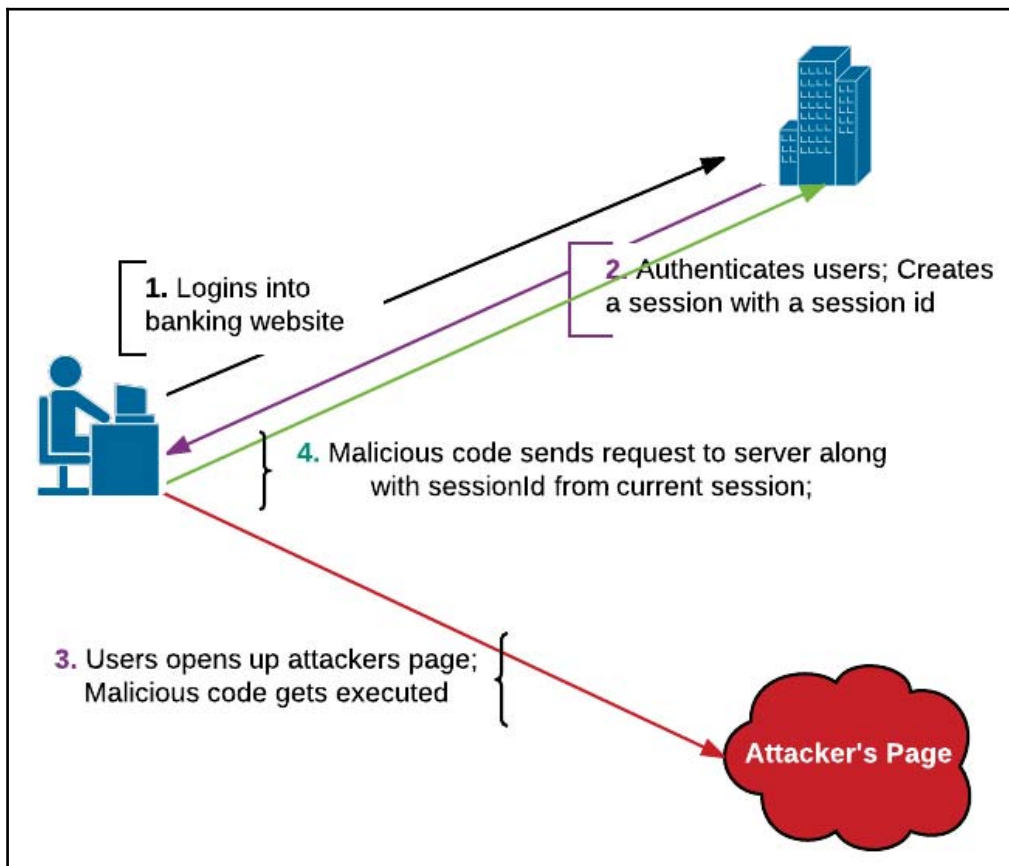 1. Logins into
banking website
2. Authenticates users; Creates
a session with a session id
4. Malicious code sends request to server along
with sessionId from current session;
3. Users opens up attackers page;
Malicious code gets executed
Attacker's Page